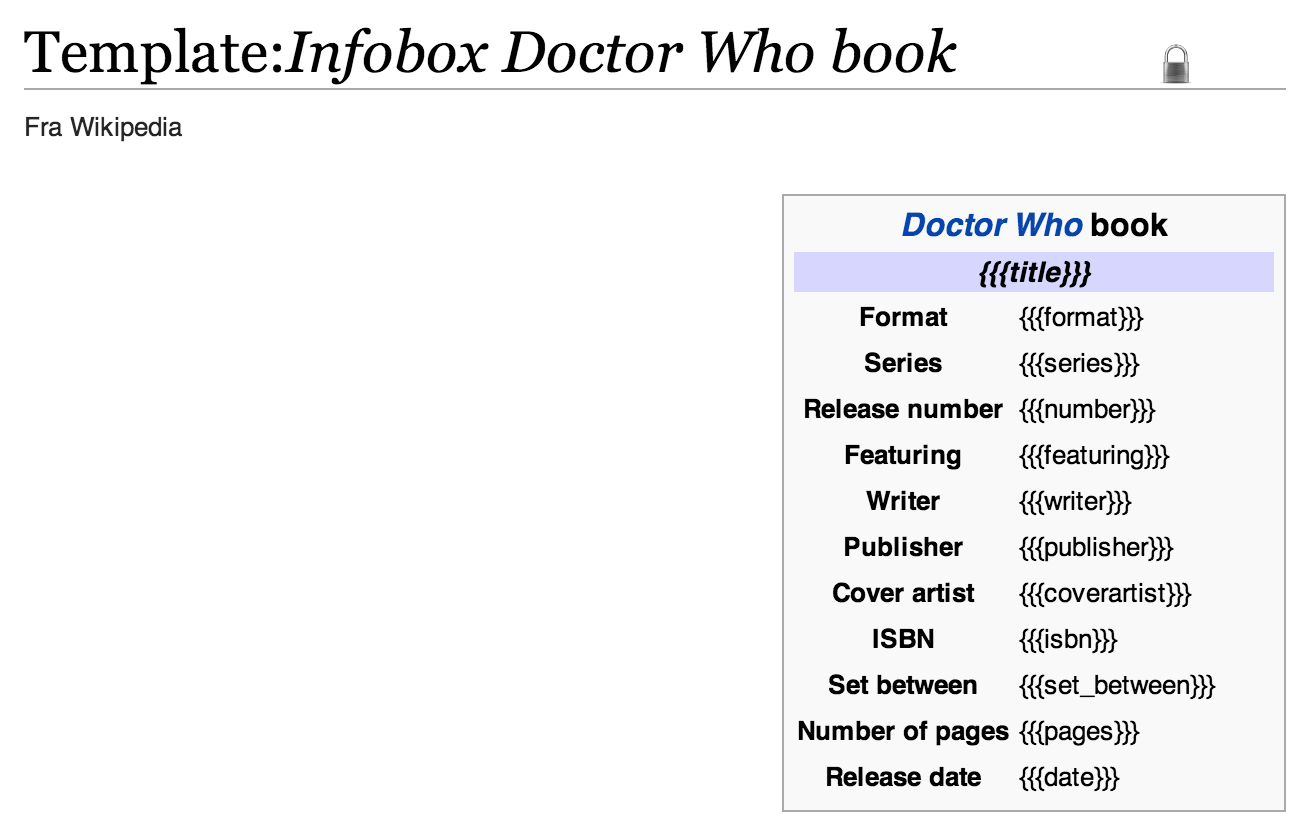 Template:Infobox Doctor Who book
Fra Wikipedia
Doctor Who book
{{{title}}}
Format {{{format}}}
Series {{{series}}}
Release number {{{number}}}
Featuring {{{featuring}}}
Writer {{{writer}}}
Publisher {{{publisher}}}
Cover artist {{{coverartist}}}
ISBN {{{isbn}}}
Set between {{{set_between}}}
Number of pages {{{pages}}}
Release date {{{date}}}